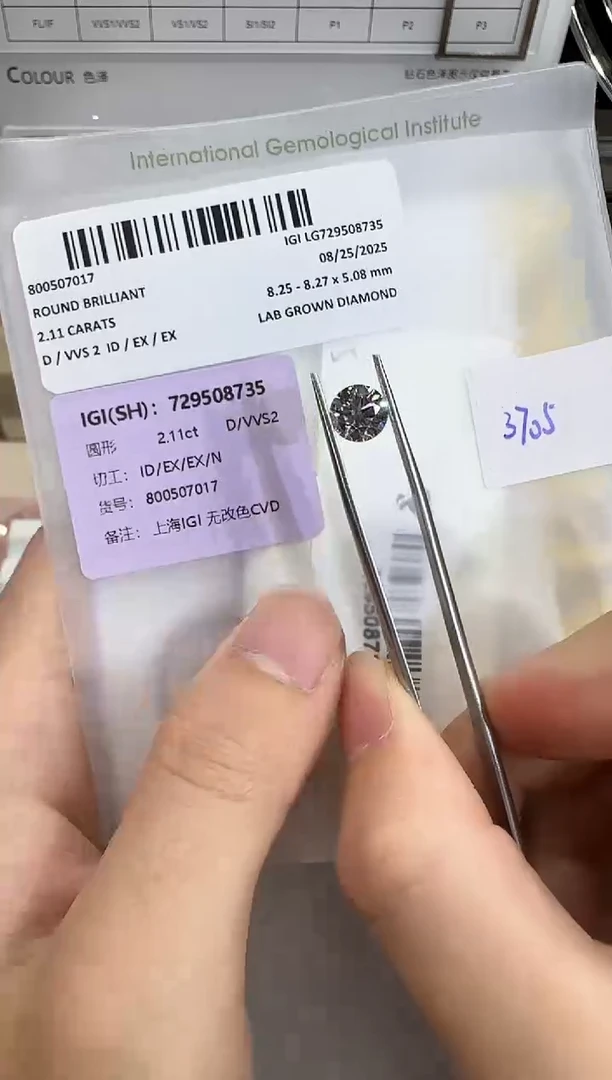 FL/IF VVS1/VVS2 VS1/VS2 SI1/SI2 P1 P2 P3
COLOUR 色泽
International Gemological Institute
800507017
ROUND BRILLIANT
2.11 CARATS
D / VVS 2 ID / EX / EX
IGI LG729508735
08/25/2025
8.25 - 8.27 x 5.08 mm
LAB GROWN DIAMOND
IGI(SH): 729508735
圆形 2.11ct D/VVS2
切工: ID/EX/EX/N
货号: 800507017
备注: 上海IGI 无改色CVD
3705